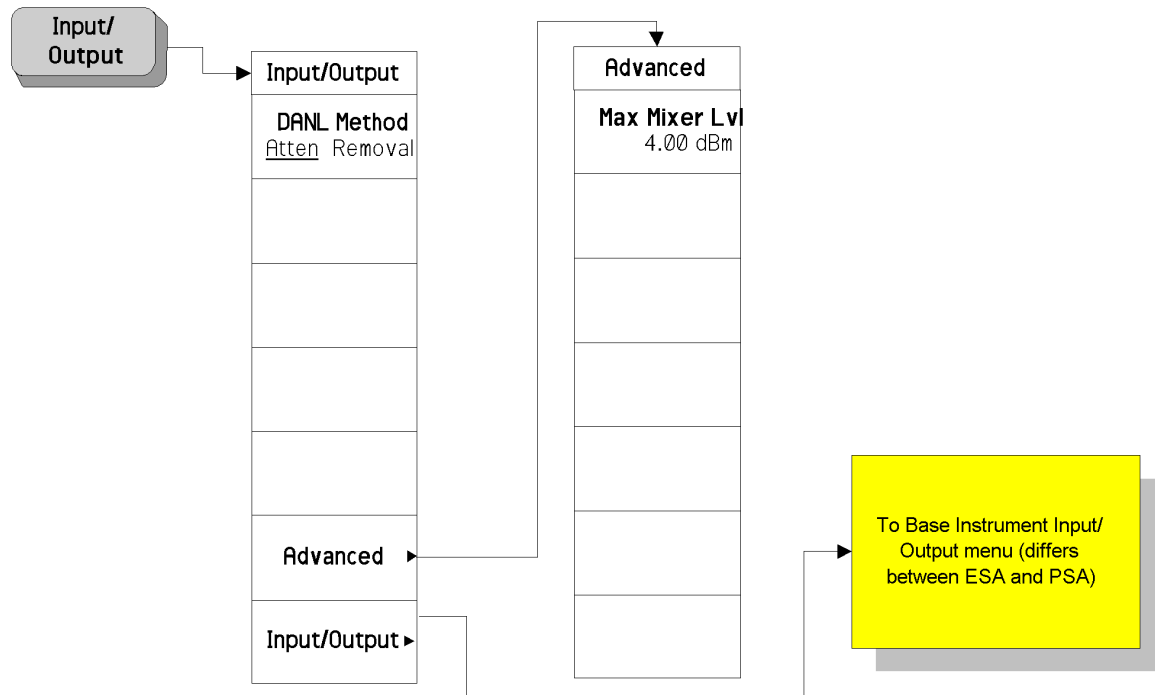 Input/
Output
Input/Output
DANL Method
Atten Removal
Advanced
Input/Output
Advanced
Max Mixer Lvl
4.00 dBm
To Base Instrument Input/
Output menu (differs
between ESA and PSA)